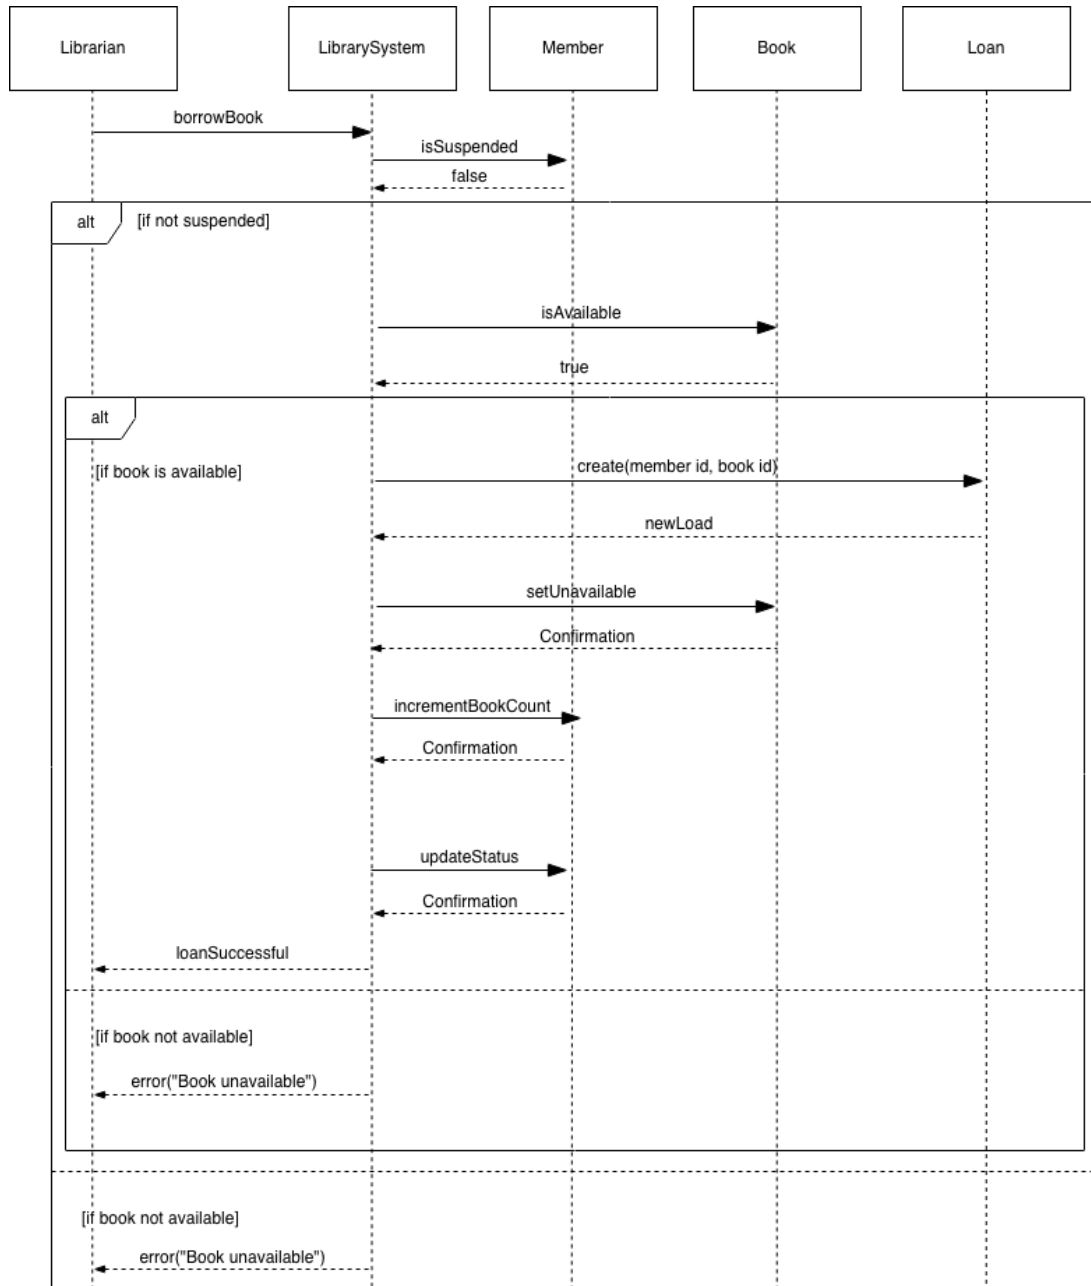 Librarian
LibrarySystem
Member
Book
Loan
borrowBook
isSuspended
false
alt
[if not suspended]
isAvailable
true
alt
[if book is available]
create(member id, book id)
newLoad
setUnavailable
Confirmation
incrementBookCount
Confirmation
updateStatus
Confirmation
loanSuccessful
[if book not available]
error("Book unavailable")
[if book not available]
error("Book unavailable")